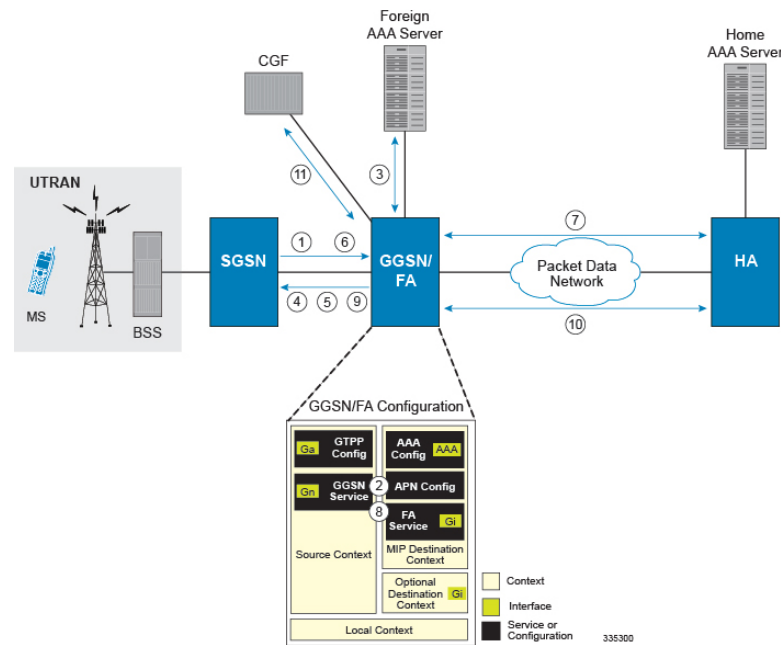 Foreign
AAA Server
Home
AAA Server
CGF
UTRAN
11
3
7
SGSN
1
6
GGSN/
FA
Packet Data
Network
HA
4
5
9
10
MS
BSS
GGSN/FA Configuration
Ga
GTPP
Config
AAA
Config
AAA
Gn
GGSN
Service
2
APN Config
8
FA
Service
Gi
Source Context
MIP Destination
Context
Optional
Destination
Context
Gi
Local Context
Context
Interface
Service or
Configuration
335300